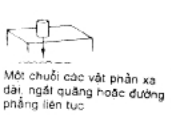 Một chuỗi các vật phản xạ
dài, ngắt quãng hoặc đường
phẳng liên tục